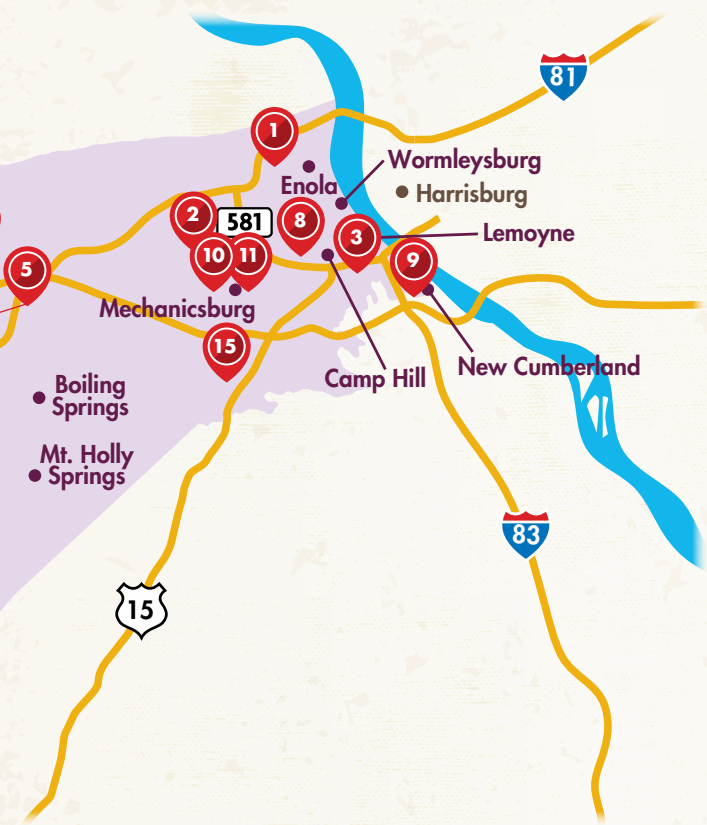 81
1
Wormleysburg
Enola
Harrisburg
2
581
8
3
Lemoyne
5
10
11
9
Mechanicsburg
15
New Cumberland
Camp Hill
Boiling
Springs
Mt. Holly
Springs
83
15